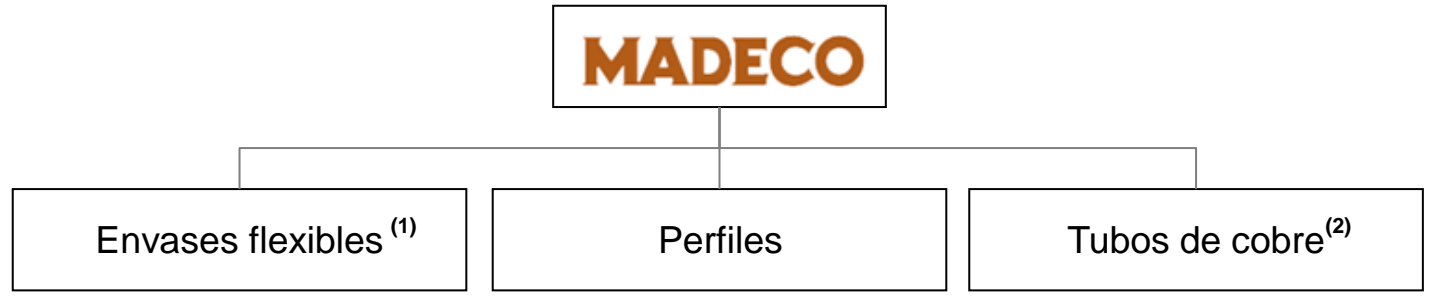 MADECO
Envases flexibles (1)
Perfiles
Tubos de cobre(2)